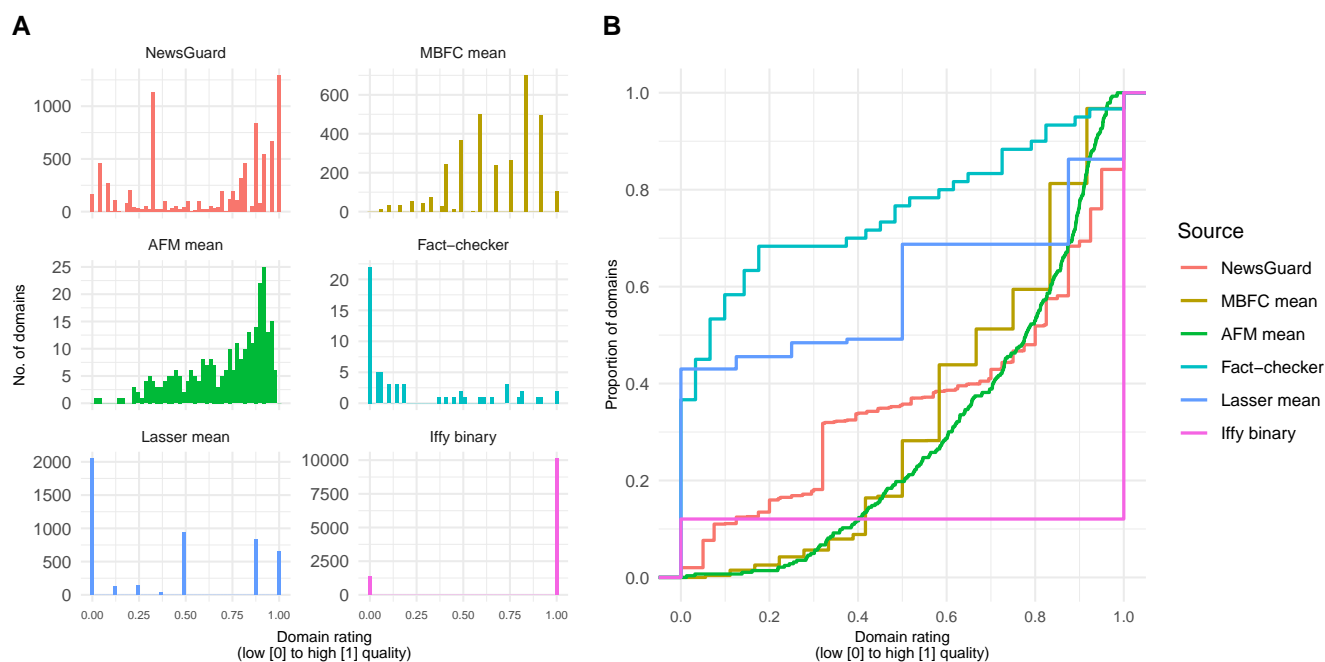 A
NewsGuard
MBFC mean
1000
500
0
600
400
200
0
AFM mean
Fact−checker
No. of domains
25
20
15
10
5
0
20
15
10
5
0
Lasser mean
Iffy binary
2000
1500
1000
500
0
10000
7500
5000
2500
0
0.00 0.25 0.50 0.75 1.00
0.00 0.25 0.50 0.75 1.00
Domain rating
(low [0] to high [1] quality)
B
Proportion of domains
1.0
0.8
0.6
0.4
0.2
0.0
0.0 0.2 0.4 0.6 0.8 1.0
Domain rating
(low [0] to high [1] quality)
Source
NewsGuard
MBFC mean
AFM mean
Fact−checker
Lasser mean
Iffy binary